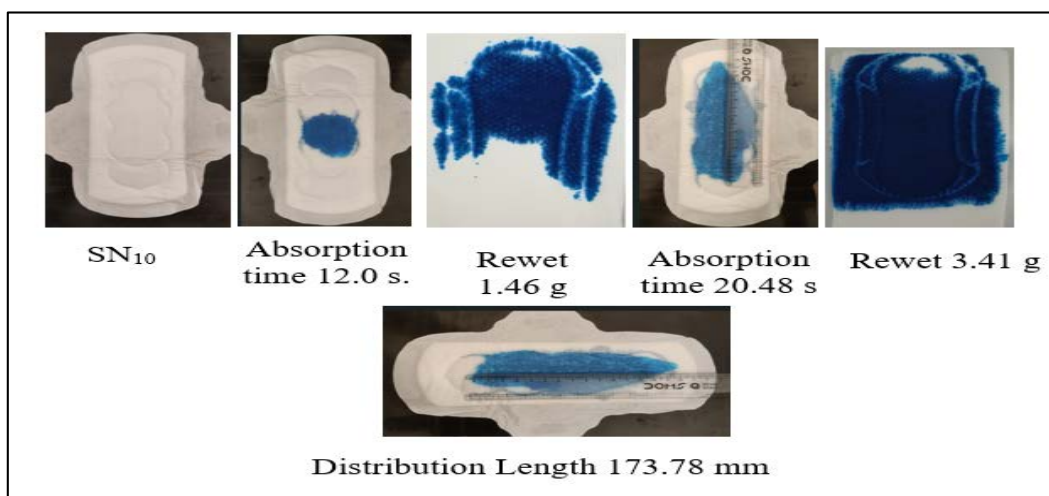 SN₁₀
Absorption
time 12.0 s.
Rewet
1.46 g
Absorption
time 20.48 s
Rewet 3.41 g
Distribution Length 173.78 mm